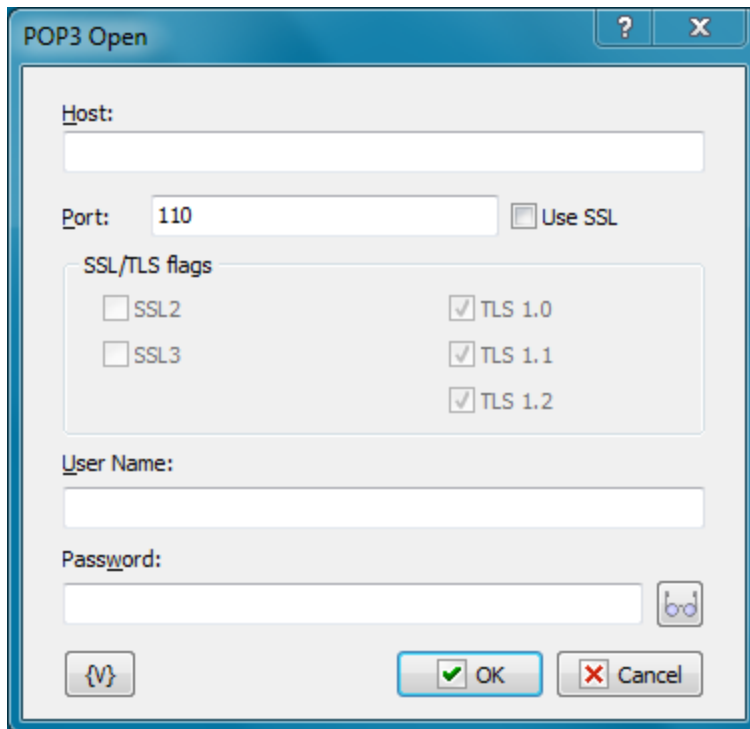 POP3 Open
Host:
Port: 110 Use SSL
SSL/TLS flags
SSL2 TLS 1.0
SSL3 TLS 1.1
TLS 1.2
User Name:
Password:
{V} OK Cancel